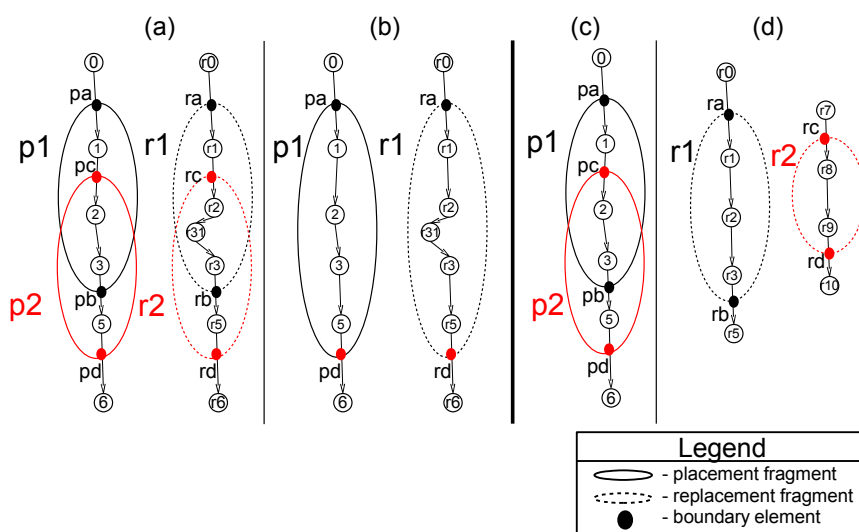 (a)
(b)
(c)
(d)
0
pa
p1
1
pc
2
3
pb
p2
5
pd
6
r0
ra
r1
r1
rc
r2
r31
r3
rb
r2
r5
rd
r6
0
pa
p1
1
2
3
5
pd
6
r0
ra
r1
r1
r2
r31
r3
r5
rd
r6
0
pa
p1
1
pc
2
3
pb
p2
5
pd
6
ra
r1
r1
r2
r3
rb
r5
r7
rc
r2
r8
r9
rd
r10
Legend
- placement fragment
- replacement fragment
- boundary element